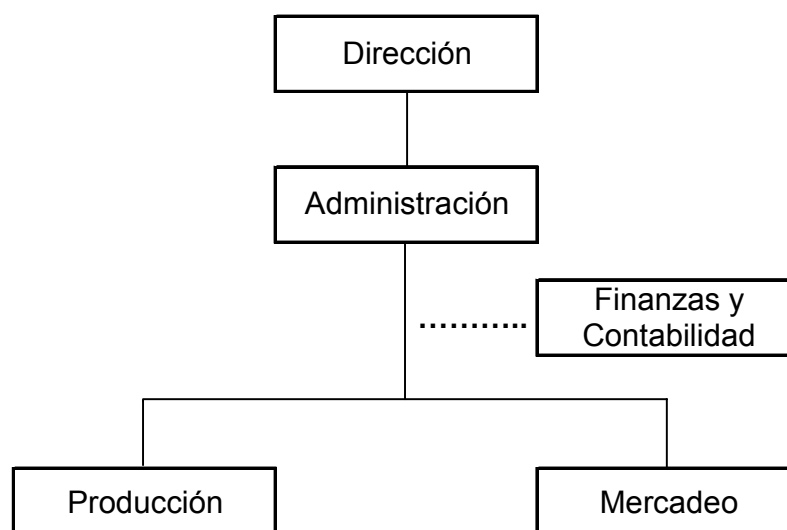 Dirección
Administración
Finanzas y
Contabilidad
Producción
Mercadeo